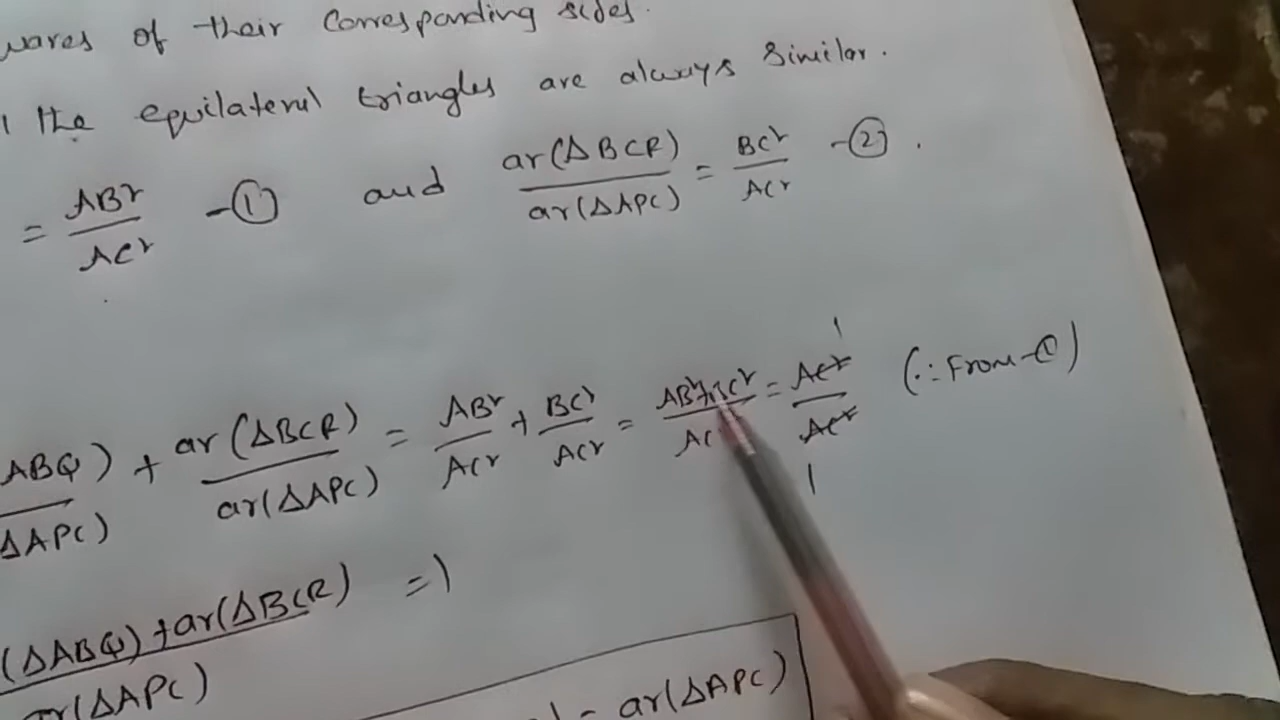 of their Corresponding sides.
the equilateral triangles are always similar.
= AB²/AC² -① and ar(ΔBCR)/ar(ΔAPC) = BC²/AC² -②.
ABQ)/ΔAPC) + ar(ΔBCR)/ar(ΔAPC) = AB²/AC² + BC²/AC² = AB²+BC²/AC = AC²/AC² (∵ From -①)
1
1
(ΔABQ) + ar(ΔBCR)/ar(ΔAPC) = 1
= ar(ΔAPC)